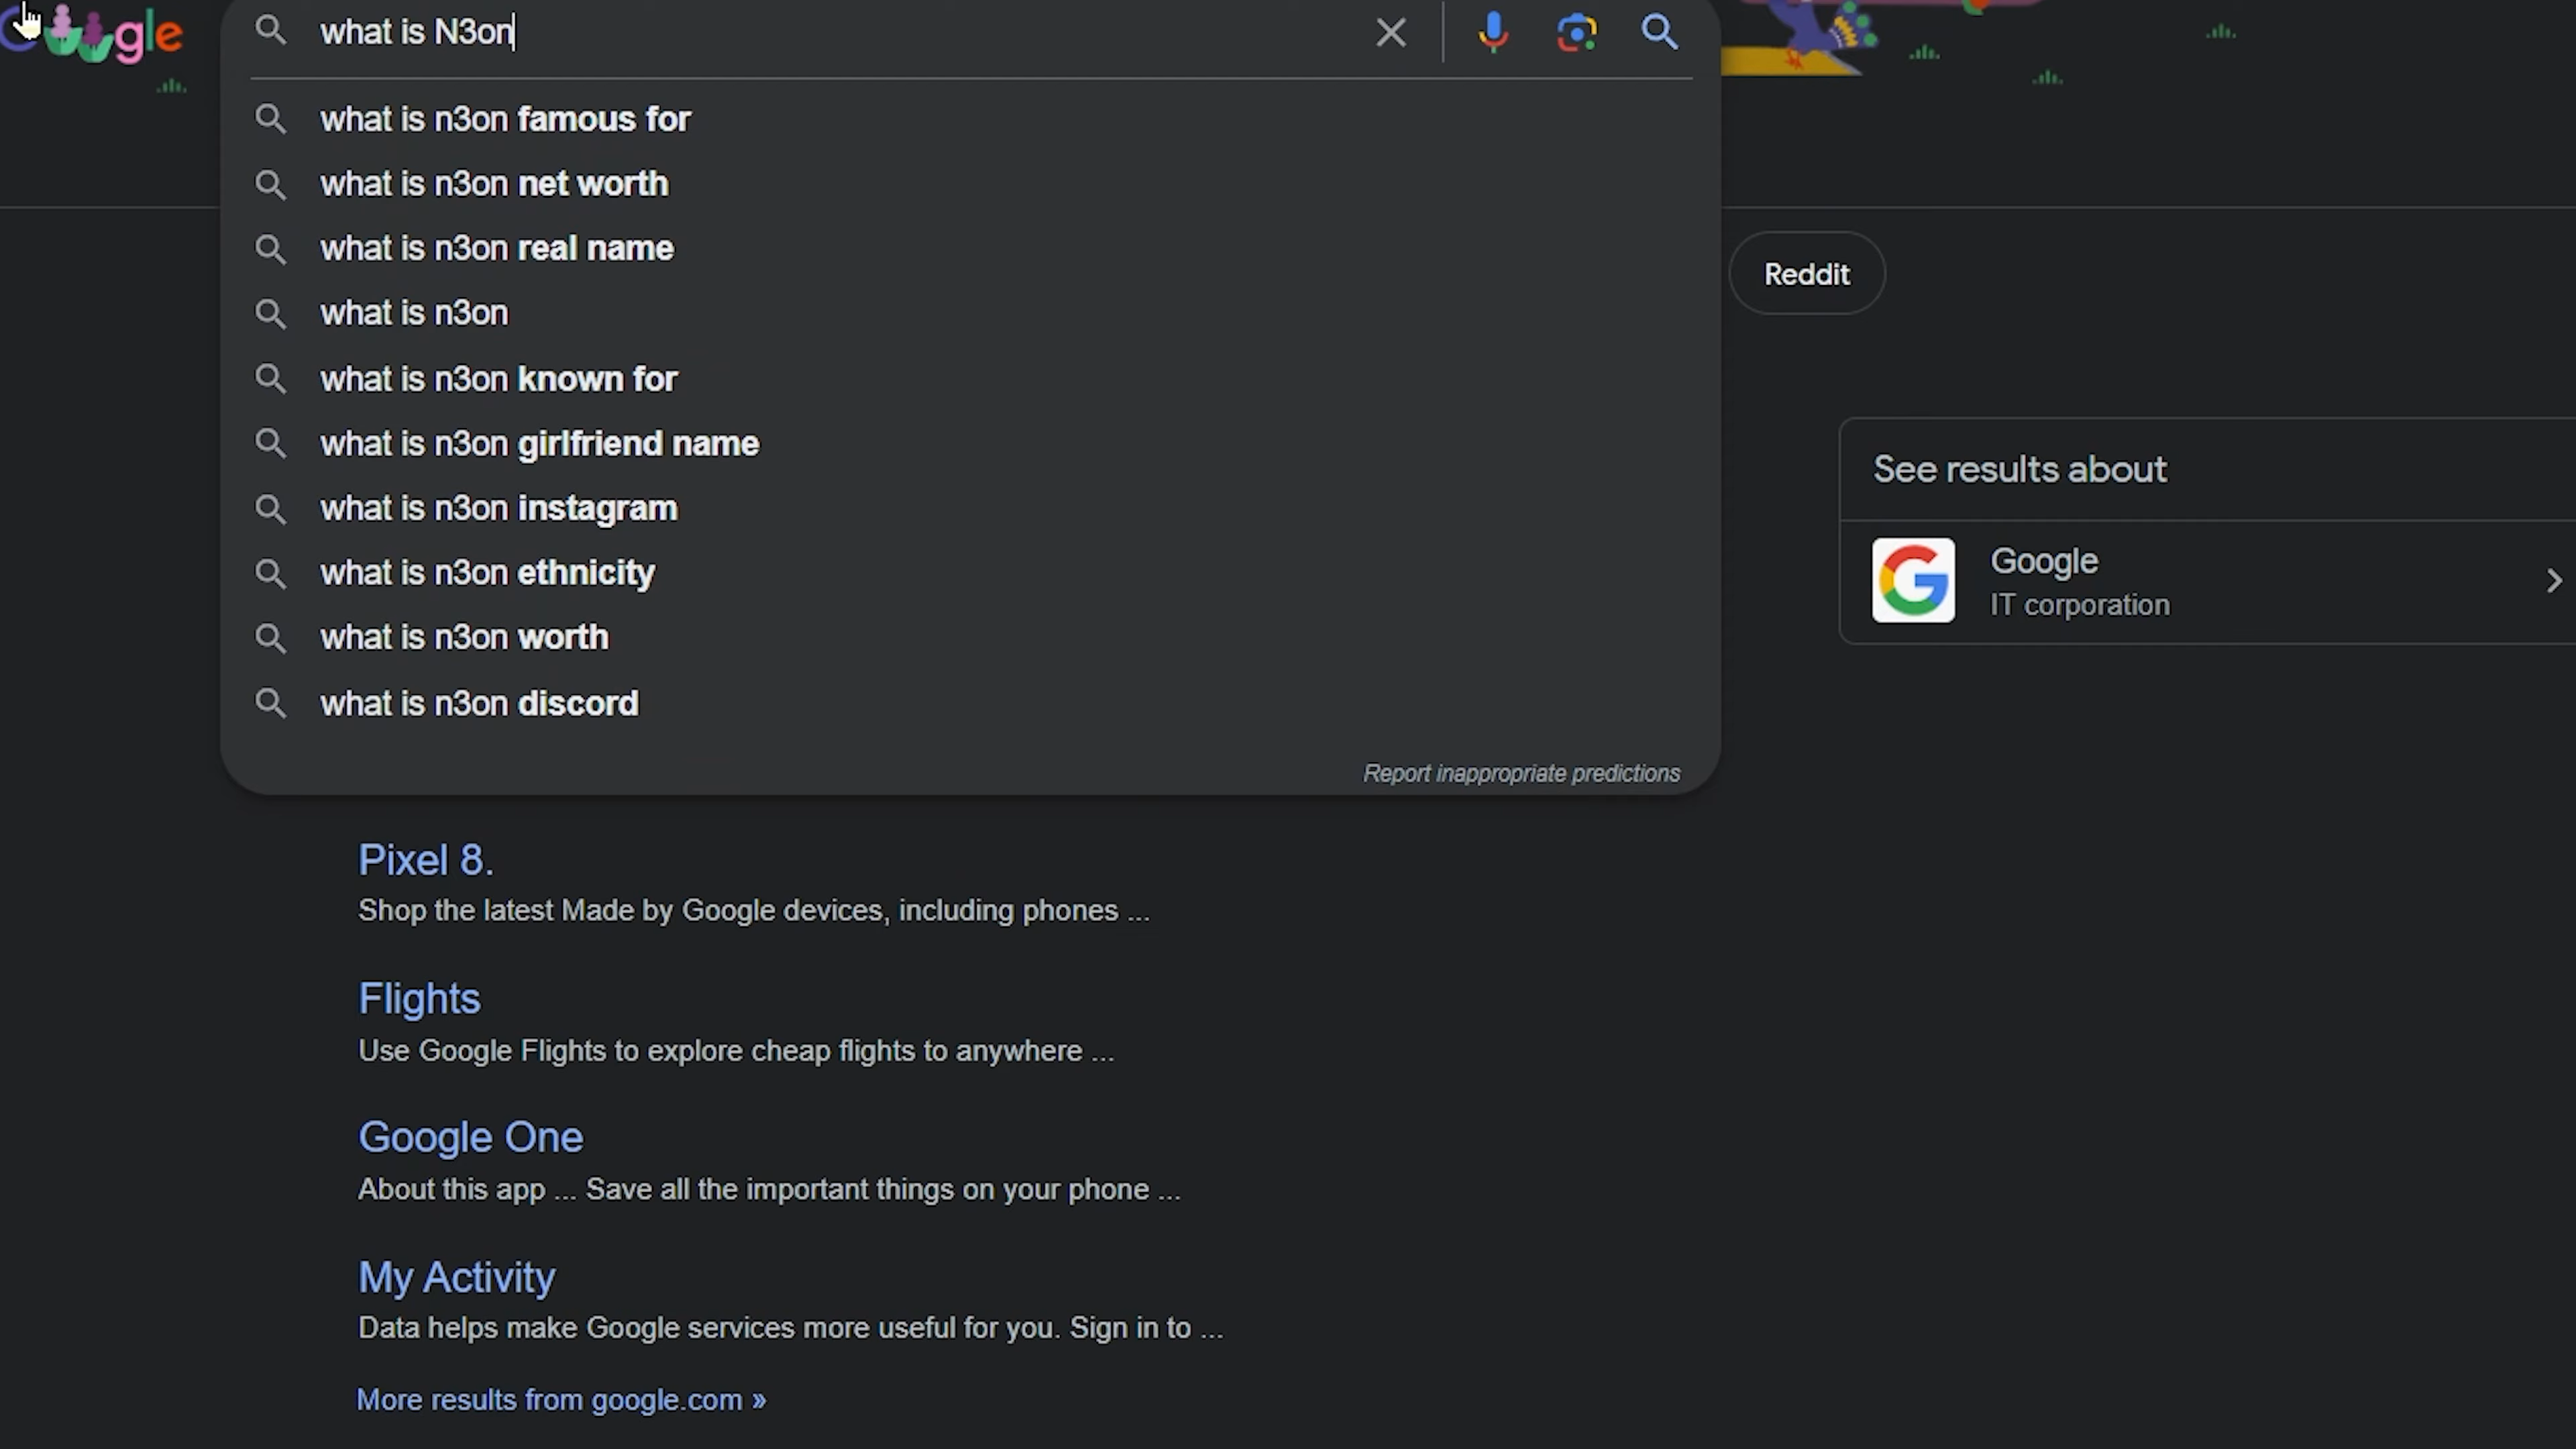 Google
what is N3on
what is n3on famous for
what is n3on net worth
what is n3on real name
what is n3on
what is n3on known for
what is n3on girlfriend name
what is n3on instagram
what is n3on ethnicity
what is n3on worth
what is n3on discord
Report inappropriate predictions
Reddit
See results about
Google
IT corporation
Pixel 8.
Shop the latest Made by Google devices, including phones ...
Flights
Use Google Flights to explore cheap flights to anywhere ...
Google One
About this app ... Save all the important things on your phone ...
My Activity
Data helps make Google services more useful for you. Sign in to ...
More results from google.com »